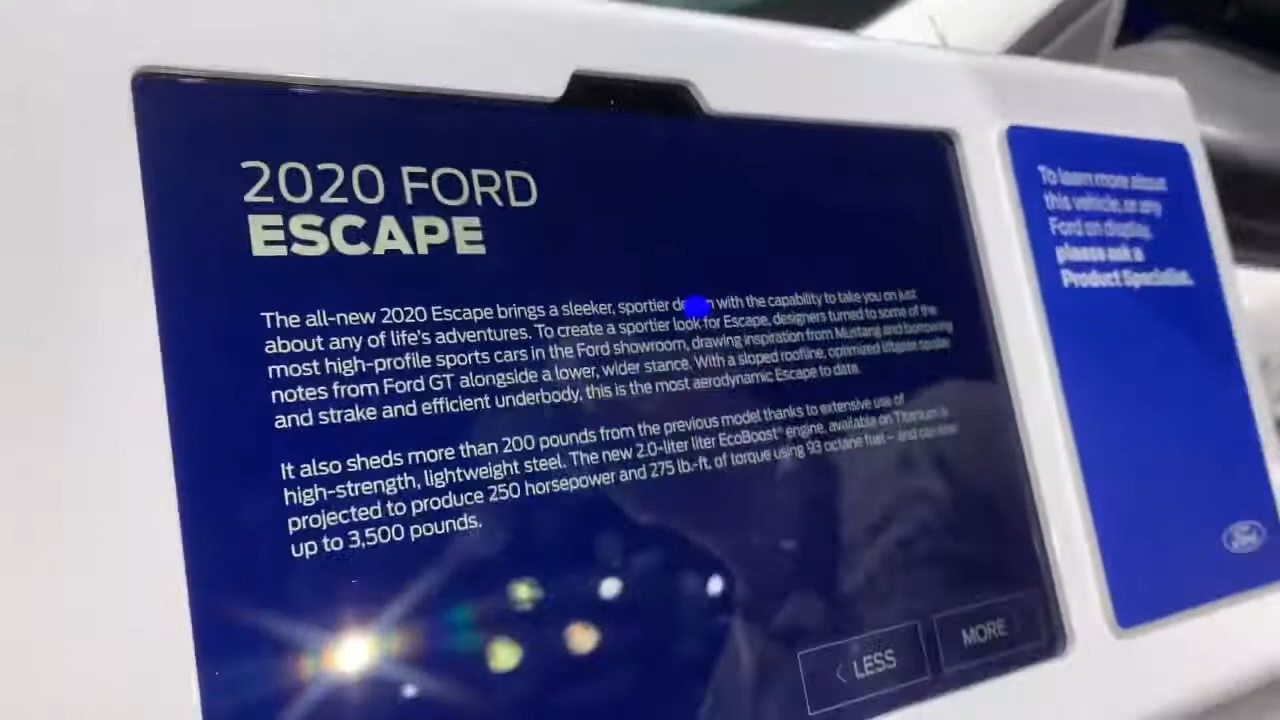 2020 FORD
ESCAPE
The all-new 2020 Escape brings a sleeker, sportier with the capability to take you on just
about any of life's adventures. To create a sportier look for Escape, designers turned to some of the
most high-profile sports cars in the Ford showroom, drawing inspiration from Mustang and borrowing
notes from Ford GT alongside a lower, wider stance. With a sloped roofline, optimized liftgate spoiler
and strake and efficient underbody, this is the most aerodynamic Escape to date.
It also sheds more than 200 pounds from the previous model thanks to extensive use of
high-strength, lightweight steel. The new 2.0-liter liter EcoBoost® engine, available on Titanium is
projected to produce 250 horsepower and 275 lb.-ft. of torque using 93 octane fuel – and can tow
up to 3,500 pounds.
< LESS
MORE
To learn more about
this vehicle, or any
Ford on display,
please ask a
Product Specialist.
Ford